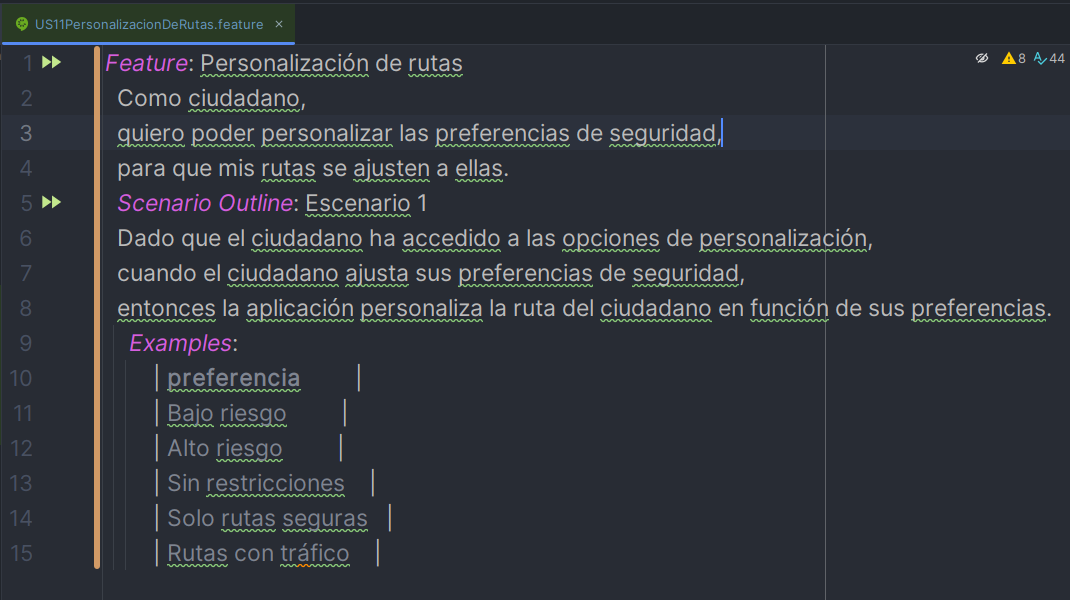 US11PersonalizacionDeRutas.feature ×
8 44
1 Feature: Personalización de rutas
2 Como ciudadano,
3 quiero poder personalizar las preferencias de seguridad,
4 para que mis rutas se ajusten a ellas.
5 Scenario Outline: Escenario 1
6 Dado que el ciudadano ha accedido a las opciones de personalización,
7 cuando el ciudadano ajusta sus preferencias de seguridad,
8 entonces la aplicación personaliza la ruta del ciudadano en función de sus preferencias.
9 Examples:
10 | preferencia |
11 | Bajo riesgo |
12 | Alto riesgo |
13 | Sin restricciones |
14 | Solo rutas seguras |
15 | Rutas con tráfico |